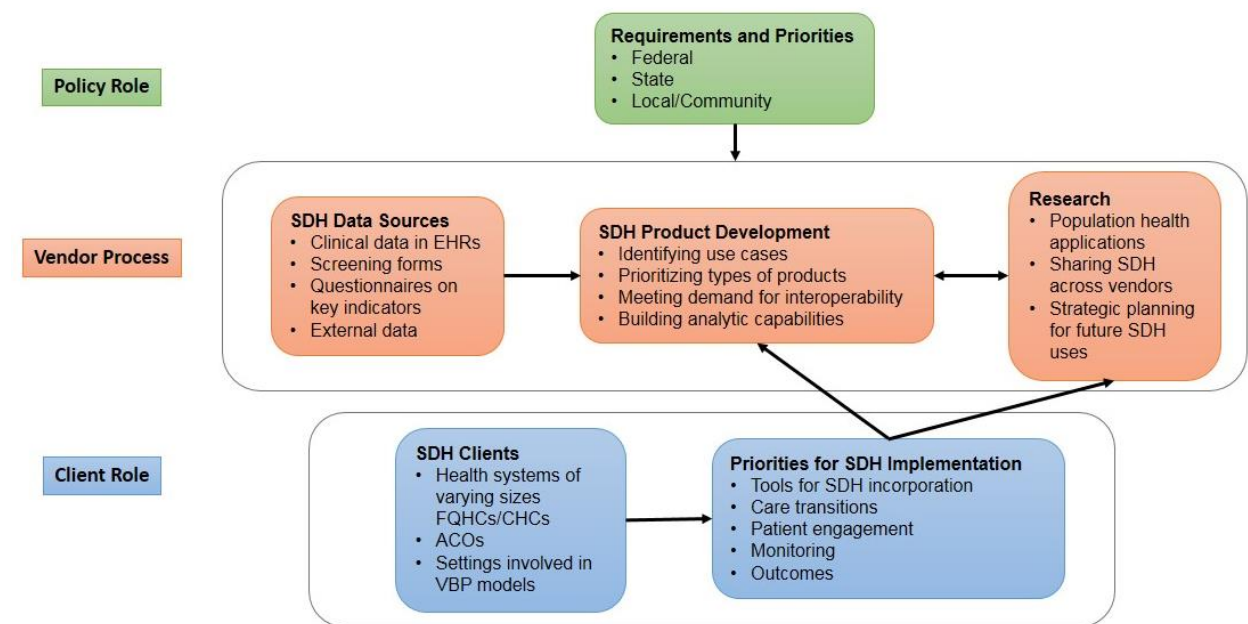 Policy Role
Requirements and Priorities
• Federal
• State
• Local/Community
Vendor Process
SDH Data Sources
• Clinical data in EHRs
• Screening forms
• Questionnaires on
key indicators
• External data
SDH Product Development
• Identifying use cases
• Prioritizing types of products
• Meeting demand for interoperability
• Building analytic capabilities
Research
• Population health
applications
• Sharing SDH
across vendors
• Strategic planning
for future SDH
uses
Client Role
SDH Clients
• Health systems of
varying sizes
FQHCs/CHCs
• ACOs
• Settings involved in
VBP models
Priorities for SDH Implementation
• Tools for SDH incorporation
• Care transitions
• Patient engagement
• Monitoring
• Outcomes